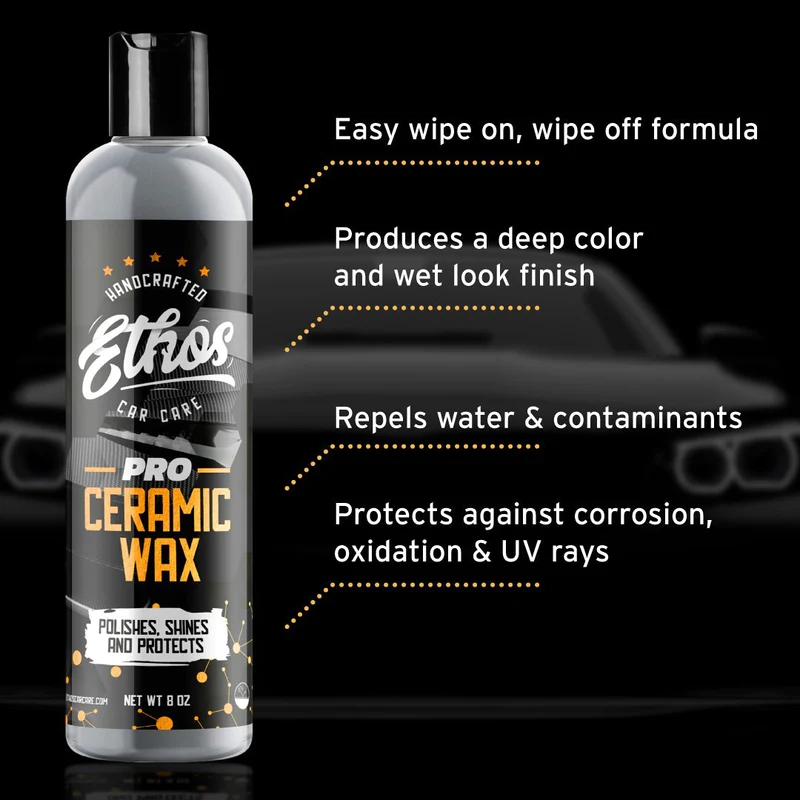 HANDCRAFTED
Ethos
CAR CARE
PRO
CERAMIC
WAX
POLISHES, SHINES
AND PROTECTS
NET WT 8 OZ
Easy wipe on, wipe off formula
Produces a deep color
and wet look finish
Repels water & contaminants
Protects against corrosion,
oxidation & UV rays